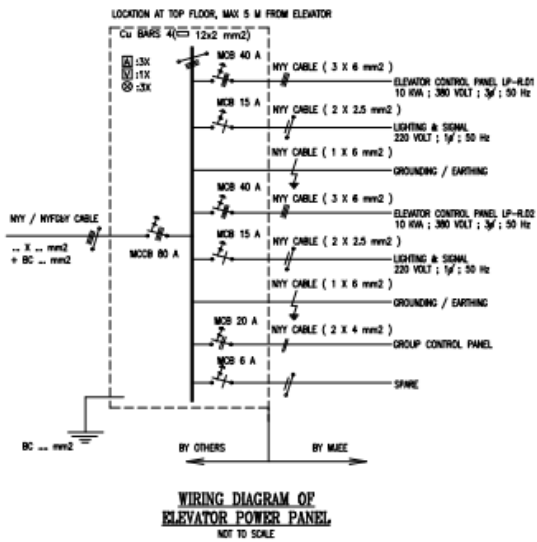 LOCATION AT TOP FLOOR, MAX 5 M FROM ELEVATOR
Cu BARS 4( 12x2 mm2)
A :3X
V :1X
:3X
MCB 40 A
NYY CABLE ( 3 X 6 mm2 )
ELEVATOR CONTROL PANEL LP-R.01
10 KVA ; 380 VOLT ; 3ø ; 50 Hz
MCB 15 A
NYY CABLE ( 2 X 2.5 mm2 )
LIGHTING & SIGNAL
220 VOLT ; 1ø ; 50 Hz
NYY CABLE ( 1 X 6 mm2 )
GROUNDING / EARTHING
MCB 40 A
NYY CABLE ( 3 X 6 mm2 )
ELEVATOR CONTROL PANEL LP-R.02
10 KVA ; 380 VOLT ; 3ø ; 50 Hz
NYY / NYFGbY CABLE
... X ... mm2
+ BC ... mm2
MCCB 80 A
MCB 15 A
NYY CABLE ( 2 X 2.5 mm2 )
LIGHTING & SIGNAL
220 VOLT ; 1ø ; 50 Hz
NYY CABLE ( 1 X 6 mm2 )
GROUNDING / EARTHING
MCB 20 A
NYY CABLE ( 2 X 4 mm2 )
GROUP CONTROL PANEL
MCB 6 A
SPARE
BC ... mm2
BY OTHERS
BY MJEE
WIRING DIAGRAM OF
ELEVATOR POWER PANEL
NOT TO SCALE